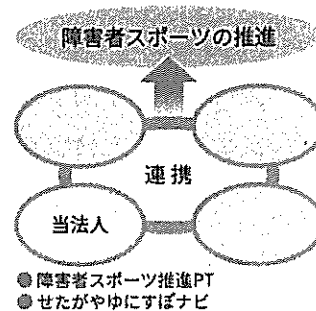 障害者スポーツの推進
連携
当法人
●障害者スポーツ推進PT
●せたがやゆにすぽナビ